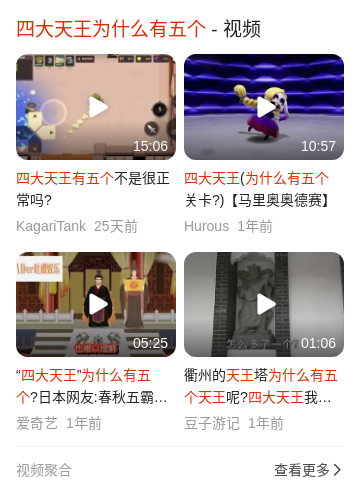 四大天王为什么有五个 - 视频
15:06
10:57
四大天王有五个不是很正
常吗?
KagariTank 25天前
四大天王(为什么有五个
关卡?)【马里奥奥德赛】
Hurous 1年前
05:25
01:06
“四大天王”为什么有五
个?日本网友:春秋五霸…
爱奇艺 1年前
衢州的天王塔为什么有五
个天王呢?四大天王我…
豆子游记 1年前
视频聚合
查看更多